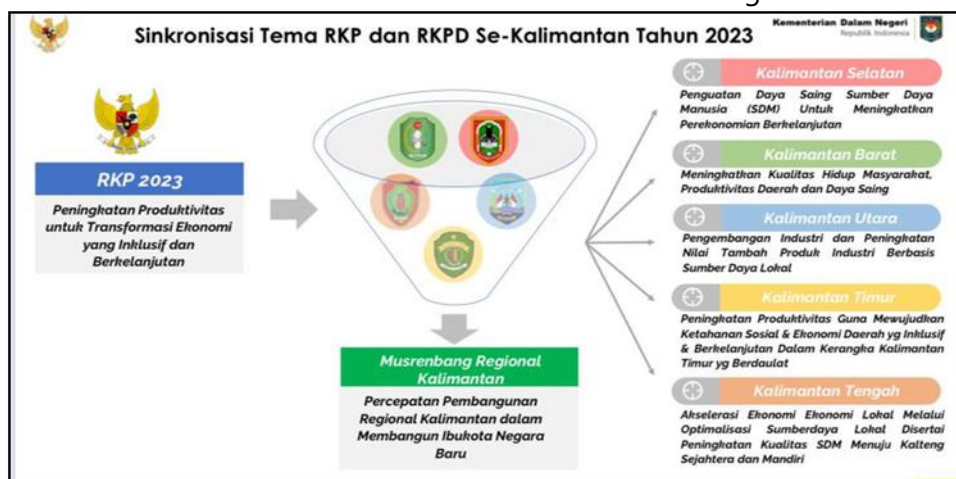 Sinkronisasi Tema RKP dan RKPD Se-Kalimantan Tahun 2023
Kementerian Dalam Negeri
Republik Indonesia
RKP 2023
Peningkatan Produktivitas
untuk Transformasi Ekonomi
yang Inklusif dan
Berkelanjutan
Musrenbang Regional
Kalimantan
Percepatan Pembangunan
Regional Kalimantan dalam
Membangun Ibukota Negara
Baru
Kalimantan Selatan
Penguatan Daya Saing Sumber Daya
Manusia (SDM) Untuk Meningkatkan
Perekonomian Berkelanjutan
Kalimantan Barat
Meningkatkan Kualitas Hidup Masyarakat,
Produktivitas Daerah dan Daya Saing
Kalimantan Utara
Pengembangan Industri dan Peningkatan
Nilai Tambah Produk Industri Berbasis
Sumber Daya Lokal
Kalimantan Timur
Peningkatan Produktivitas Guna Mewujudkan
Ketahanan Sosial & Ekonomi Daerah yg Inklusif
& Berkelanjutan Dalam Kerangka Kalimantan
Timur yg Berdaulat
Kalimantan Tengah
Akselerasi Ekonomi Ekonomi Lokal Melalui
Optimalisasi Sumberdaya Lokal Disertai
Peningkatan Kualitas SDM Menuju Kalteng
Sejahtera dan Mandiri